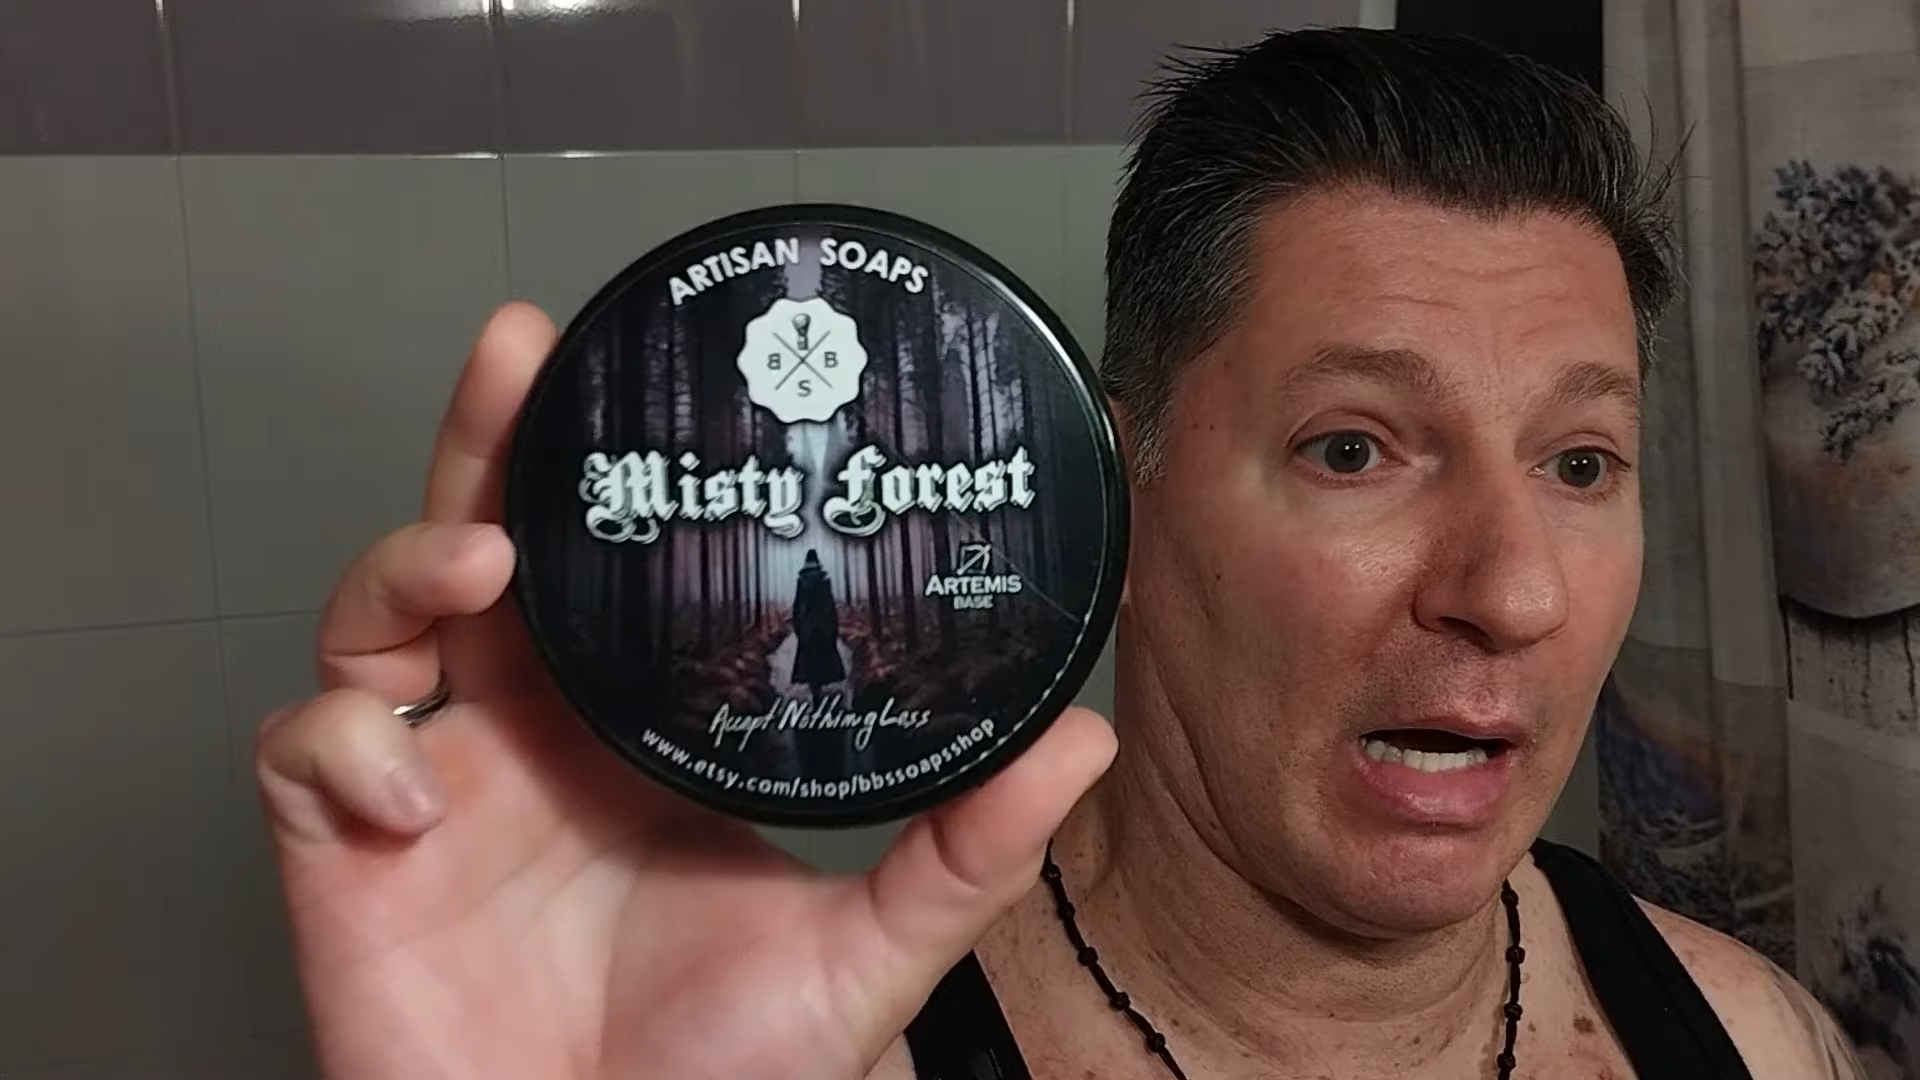 ARTISAN SOAPS
B B
S
Misty Forest
ARTEMIS
BASE
Accept Nothing Less
www.etsy.com/shop/bbssoapsshop